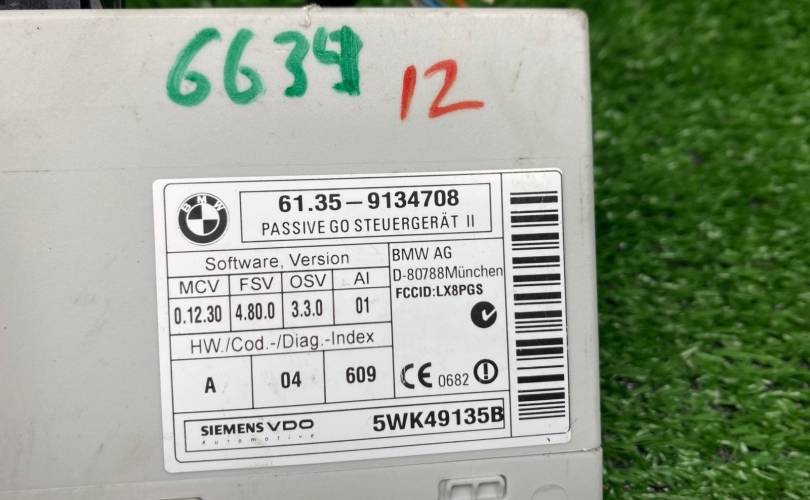 6634
12
BMW
61.35-9134708
PASSIVE GO STEUERGERÄT II
Software, Version
MCV FSV OSV AI
0.12.30 4.80.0 3.3.0 01
HW./Cod.-/Diag.-Index
A 04 609
BMW AG
D-80788München
FCCID:LX8PGS
CE 0682
SIEMENS VDO
Automotive
5WK49135B